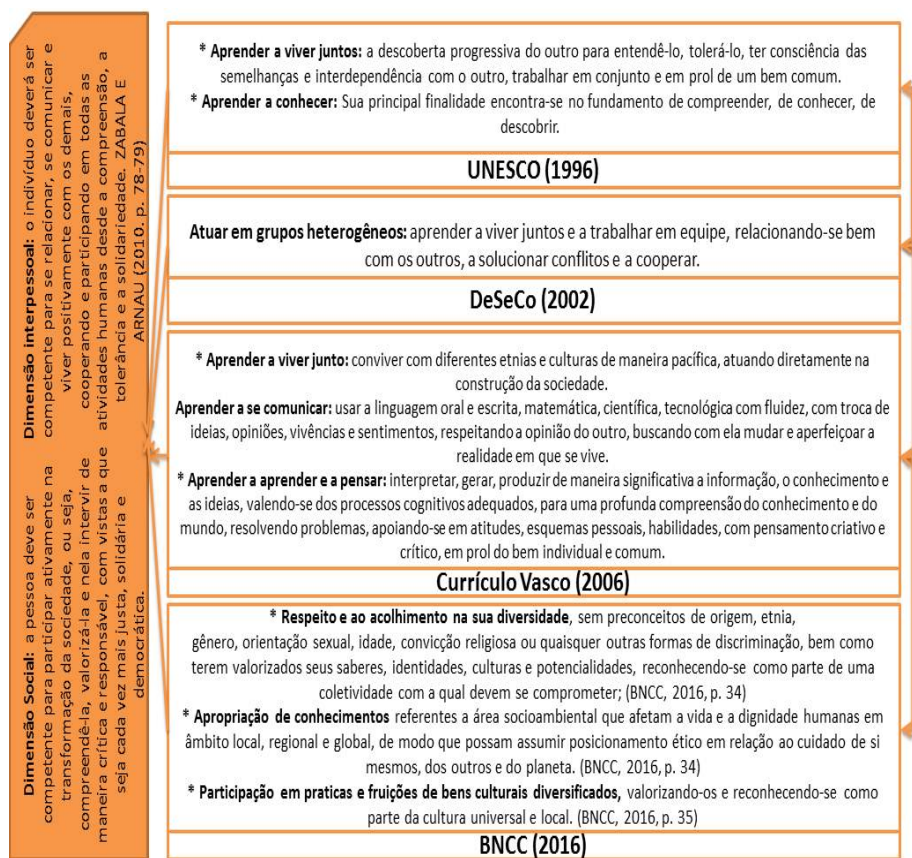 Dimensão interpessoal: o indivíduo deverá ser
competente para se relacionar, se comunicar e
viver positivamente com os demais,
cooperando e participando em todas as
atividades humanas desde a compreensão, a
tolerância e a solidariedade. ZABALA E
ARNAU (2010. p. 78-79)
Dimensão Social: a pessoa deve ser
competente para participar ativamente na
transformação da sociedade, ou seja,
compreendê-la, valorizá-la e nela intervir de
maneira crítica e responsável, com vistas a que
seja cada vez mais justa, solidária e
democrática.
* Aprender a viver juntos: a descoberta progressiva do outro para entendê-lo, tolerá-lo, ter consciência das
semelhanças e interdependência com o outro, trabalhar em conjunto e em prol de um bem comum.
* Aprender a conhecer: Sua principal finalidade encontra-se no fundamento de compreender, de conhecer, de
descobrir.
UNESCO (1996)
Atuar em grupos heterogêneos: aprender a viver juntos e a trabalhar em equipe, relacionando-se bem
com os outros, a solucionar conflitos e a cooperar.
DeSeCo (2002)
* Aprender a viver junto: conviver com diferentes etnias e culturas de maneira pacífica, atuando diretamente na
construção da sociedade.
Aprender a se comunicar: usar a linguagem oral e escrita, matemática, científica, tecnológica com fluidez, com troca de
ideias, opiniões, vivências e sentimentos, respeitando a opinião do outro, buscando com ela mudar e aperfeiçoar a
realidade em que se vive.
* Aprender a aprender e a pensar: interpretar, gerar, produzir de maneira significativa a informação, o conhecimento e
as ideias, valendo-se dos processos cognitivos adequados, para uma profunda compreensão do conhecimento e do
mundo, resolvendo problemas, apoiando-se em atitudes, esquemas pessoais, habilidades, com pensamento criativo e
crítico, em prol do bem individual e comum.
Currículo Vasco (2006)
* Respeito e ao acolhimento na sua diversidade, sem preconceitos de origem, etnia,
gênero, orientação sexual, idade, convicção religiosa ou quaisquer outras formas de discriminação, bem como
terem valorizados seus saberes, identidades, culturas e potencialidades, reconhecendo-se como parte de uma
coletividade com a qual devem se comprometer; (BNCC, 2016, p. 34)
* Apropriação de conhecimentos referentes a área socioambiental que afetam a vida e a dignidade humanas em
âmbito local, regional e global, de modo que possam assumir posicionamento ético em relação ao cuidado de si
mesmos, dos outros e do planeta. (BNCC, 2016, p. 34)
* Participação em praticas e fruições de bens culturais diversificados, valorizando-os e reconhecendo-se como
parte da cultura universal e local. (BNCC, 2016, p. 35)
BNCC (2016)